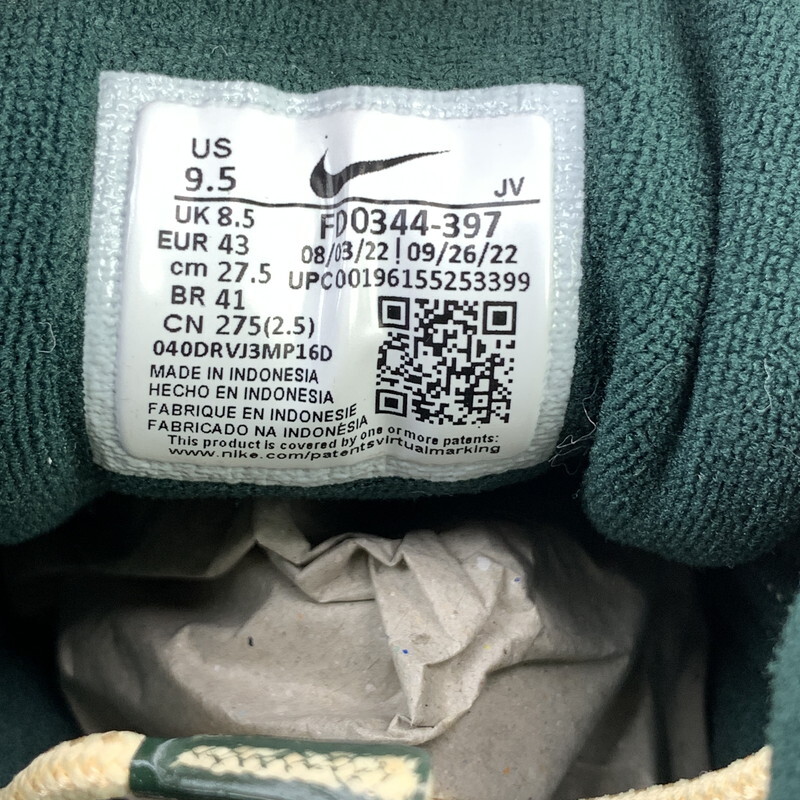 US
9.5
JV
UK 8.5
FD0344-397
EUR 43
08/03/22 | 09/26/22
cm 27.5
UPC00196155253399
BR 41
CN 275(2.5)
040DRVJ3MP16D
MADE IN INDONESIA
HECHO EN INDONESIA
FABRIQUE EN INDONESIE
FABRICADO NA INDONÉSIA
This product is covered by one or more patents:
www.nike.com/patentsvirtualmarking